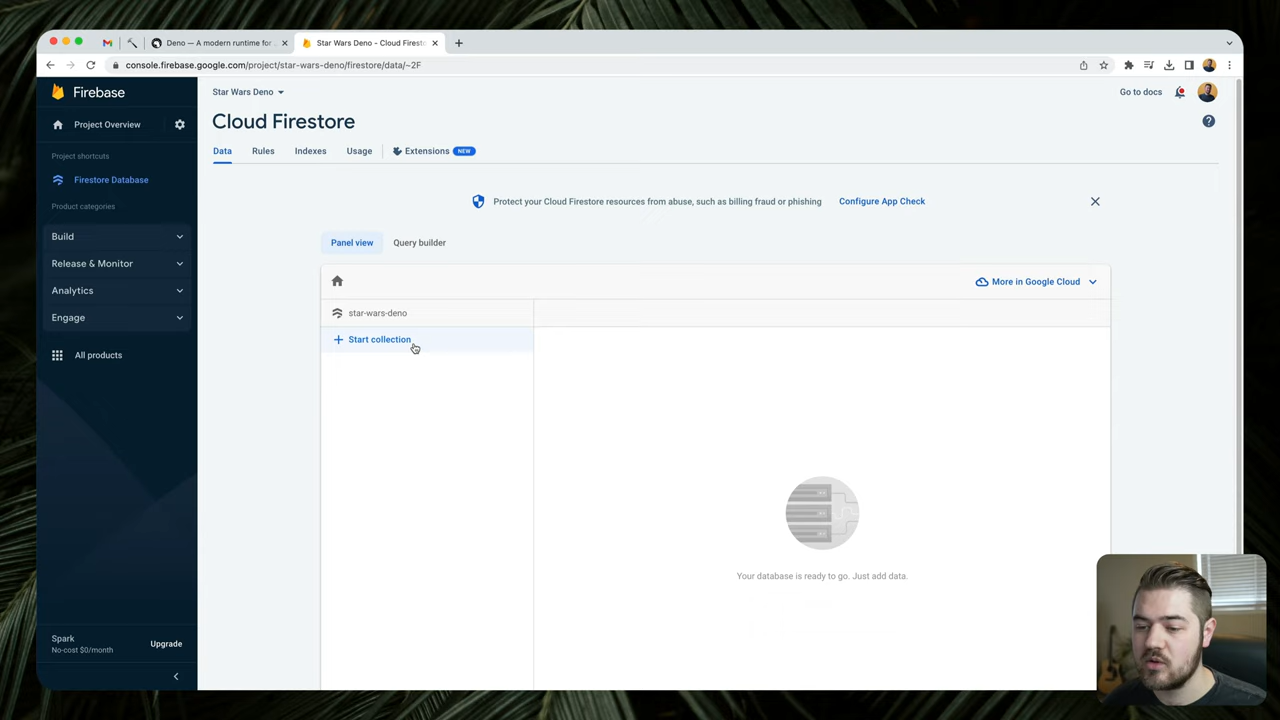 Deno — A modern runtime for
Star Wars Deno - Cloud Firest
console.firebase.google.com/project/star-wars-deno/firestore/data/~2F
Firebase
Star Wars Deno
Go to docs
Project Overview
Cloud Firestore
Data
Rules
Indexes
Usage
Extensions
NEW
Project shortcuts
Firestore Database
Product categories
Protect your Cloud Firestore resources from abuse, such as billing fraud or phishing
Configure App Check
Build
Panel view
Query builder
Release & Monitor
Analytics
More in Google Cloud
Engage
star-wars-deno
Start collection
All products
Your database is ready to go. Just add data.
Spark
No-cost $0/month
Upgrade